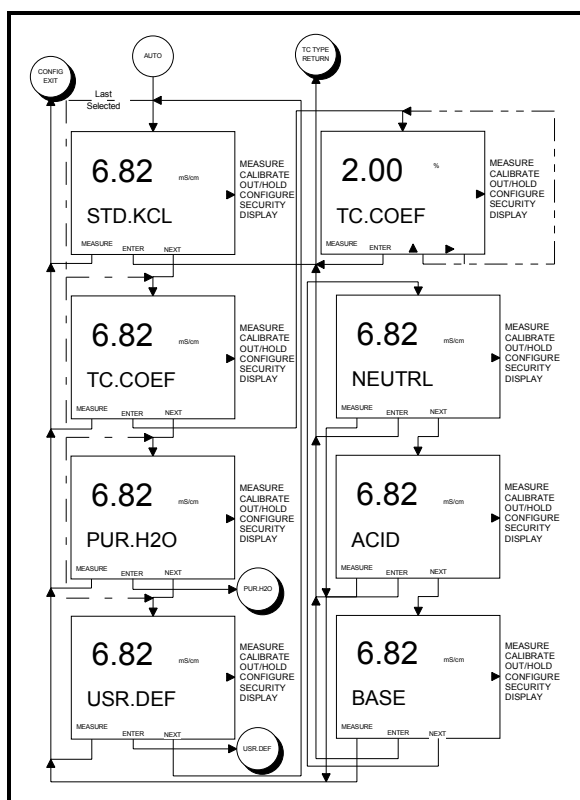 CONFIG
EXIT
AUTO
TC TYPE
RETURN
Last
Selected
6.82 mS/cm
STD.KCL
MEASURE
CALIBRATE
OUT/HOLD
CONFIGURE
SECURITY
DISPLAY
MEASURE ENTER NEXT
2.00 %
TC.COEF
MEASURE
CALIBRATE
OUT/HOLD
CONFIGURE
SECURITY
DISPLAY
MEASURE ENTER
6.82 mS/cm
TC.COEF
MEASURE
CALIBRATE
OUT/HOLD
CONFIGURE
SECURITY
DISPLAY
MEASURE ENTER NEXT
6.82 mS/cm
NEUTRL
MEASURE
CALIBRATE
OUT/HOLD
CONFIGURE
SECURITY
DISPLAY
MEASURE ENTER NEXT
6.82 mS/cm
PUR.H2O
MEASURE
CALIBRATE
OUT/HOLD
CONFIGURE
SECURITY
DISPLAY
MEASURE ENTER NEXT
PUR.H2O
6.82 mS/cm
ACID
MEASURE
CALIBRATE
OUT/HOLD
CONFIGURE
SECURITY
DISPLAY
MEASURE ENTER NEXT
6.82 mS/cm
USR.DEF
MEASURE
CALIBRATE
OUT/HOLD
CONFIGURE
SECURITY
DISPLAY
MEASURE ENTER NEXT
USR.DEF
6.82 mS/cm
BASE
MEASURE
CALIBRATE
OUT/HOLD
CONFIGURE
SECURITY
DISPLAY
MEASURE ENTER NEXT